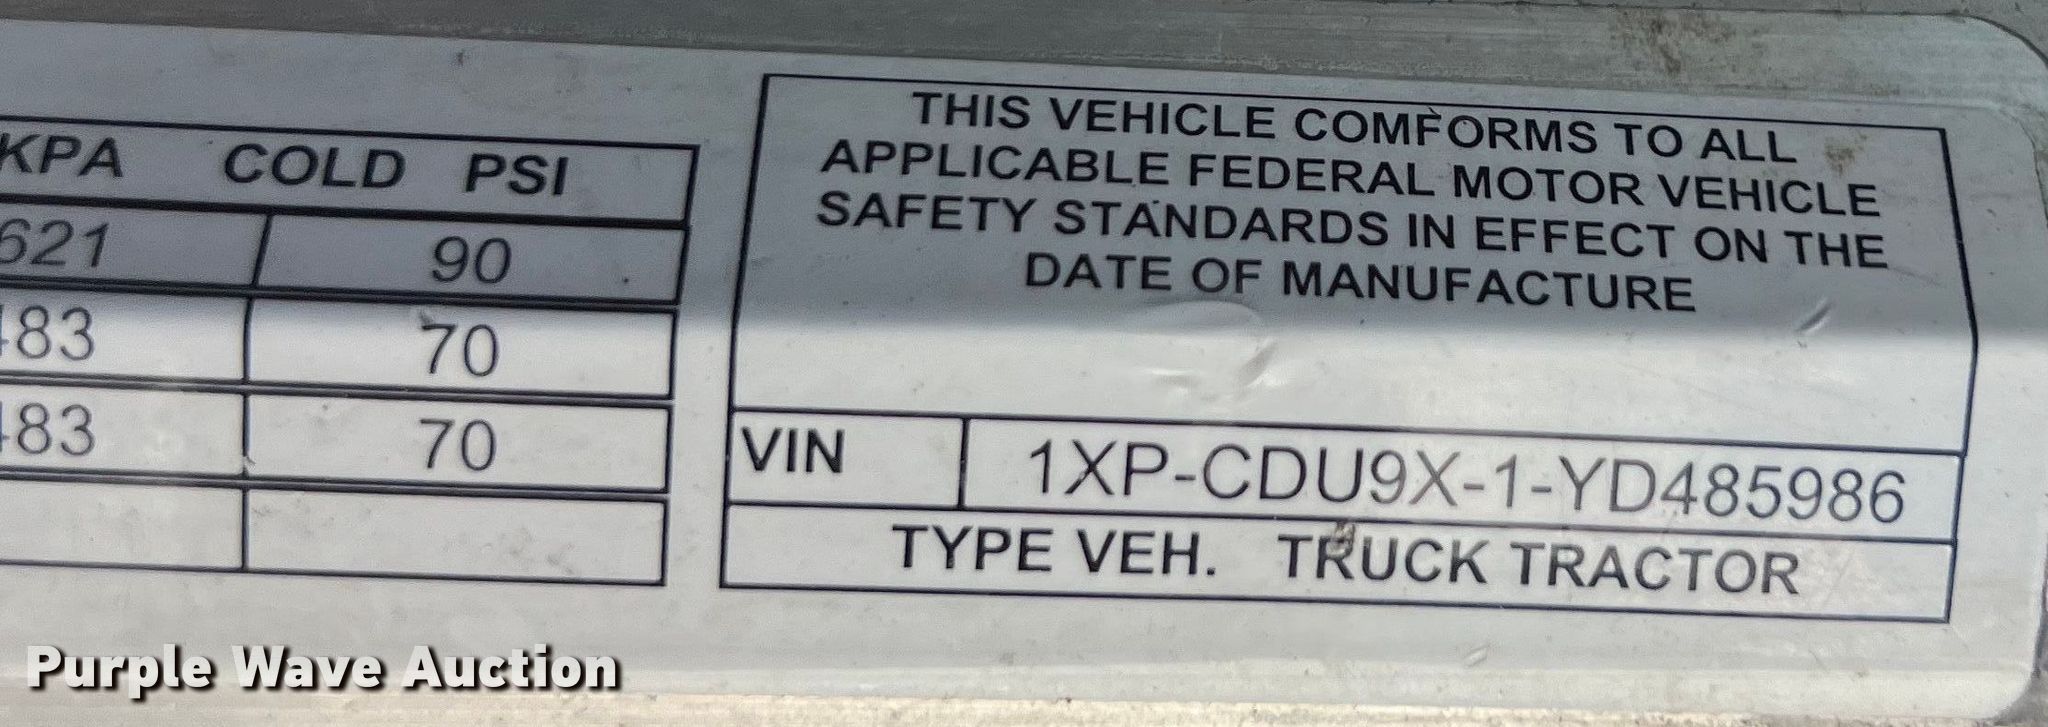 KPA COLD PSI
621 90
483 70
483 70
THIS VEHICLE COMFORMS TO ALL
APPLICABLE FEDERAL MOTOR VEHICLE
SAFETY STANDARDS IN EFFECT ON THE
DATE OF MANUFACTURE
VIN 1XP-CDU9X-1-YD485986
TYPE VEH. TRUCK TRACTOR
Purple Wave Auction